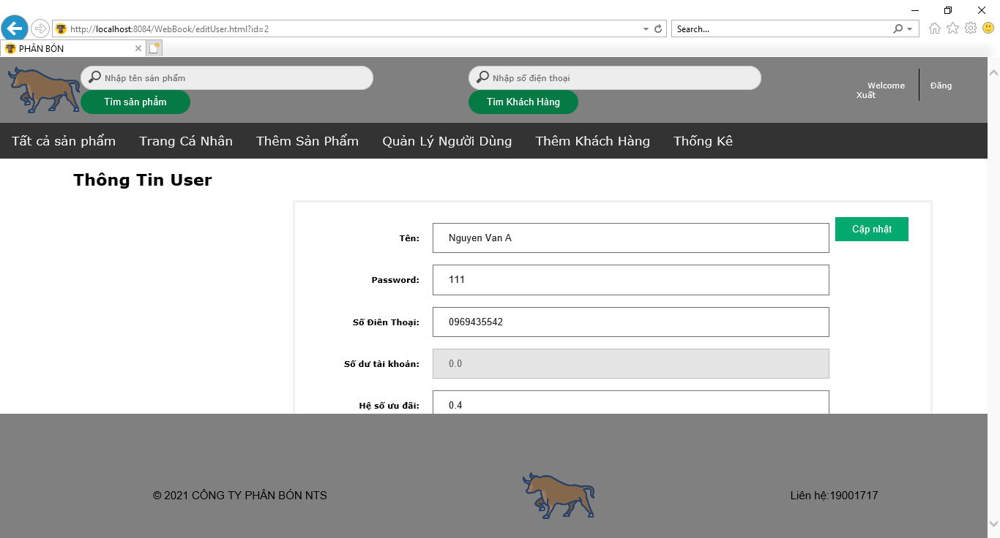 http://localhost:8084/WebBook/editUser.html?id=2
Search...
PHÂN BÓN
Nhập tên sản phẩm
Nhập số điện thoại
Tìm sản phẩm
Tìm Khách Hàng
Welcome
Đăng
Xuất
Tất cả sản phẩm Trang Cá Nhân Thêm Sản Phẩm Quản Lý Người Dùng Thêm Khách Hàng Thống Kê
Thông Tin User
Tên: Nguyen Van A
Cập nhật
Password: 111
Số Điên Thoại: 0969435542
Số dư tài khoản: 0.0
Hệ số ưu đãi: 0.4
© 2021 CÔNG TY PHÂN BÓN NTS
Liên hệ:19001717